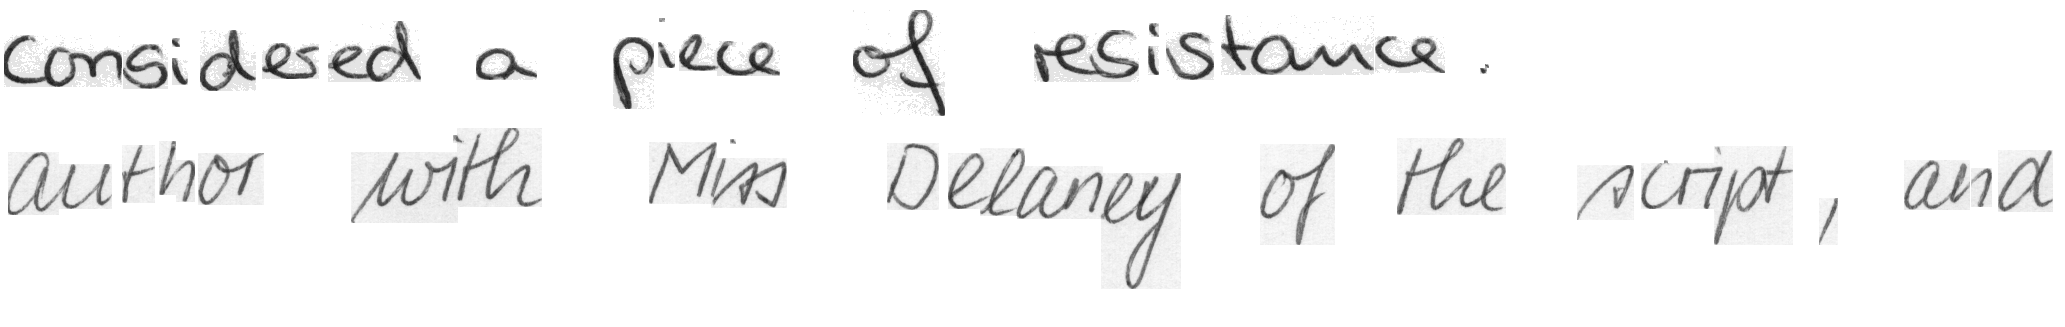 considered a piece of resistance.
author with Miss Delaney of the script, and